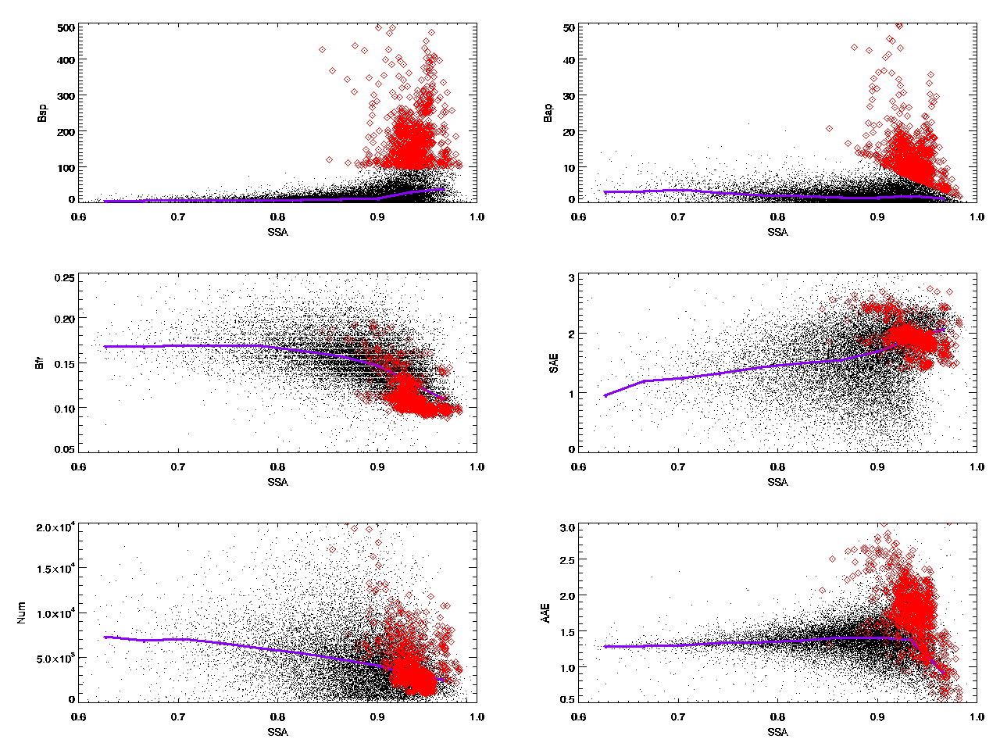 500
400
300
200
100
0
Bsp
0.6 0.7 0.8 0.9 1.0
SSA
50
40
30
20
10
0
Bap
0.6 0.7 0.8 0.9 1.0
SSA
0.25
0.20
0.15
0.10
0.05
Bfr
0.6 0.7 0.8 0.9 1.0
SSA
3
2
1
0
SAE
0.6 0.7 0.8 0.9 1.0
SSA
2.0×10⁴
1.5×10⁴
1.0×10⁴
5.0×10³
0
Num
0.6 0.7 0.8 0.9 1.0
SSA
3.0
2.5
2.0
1.5
1.0
0.5
AAE
0.6 0.7 0.8 0.9 1.0
SSA